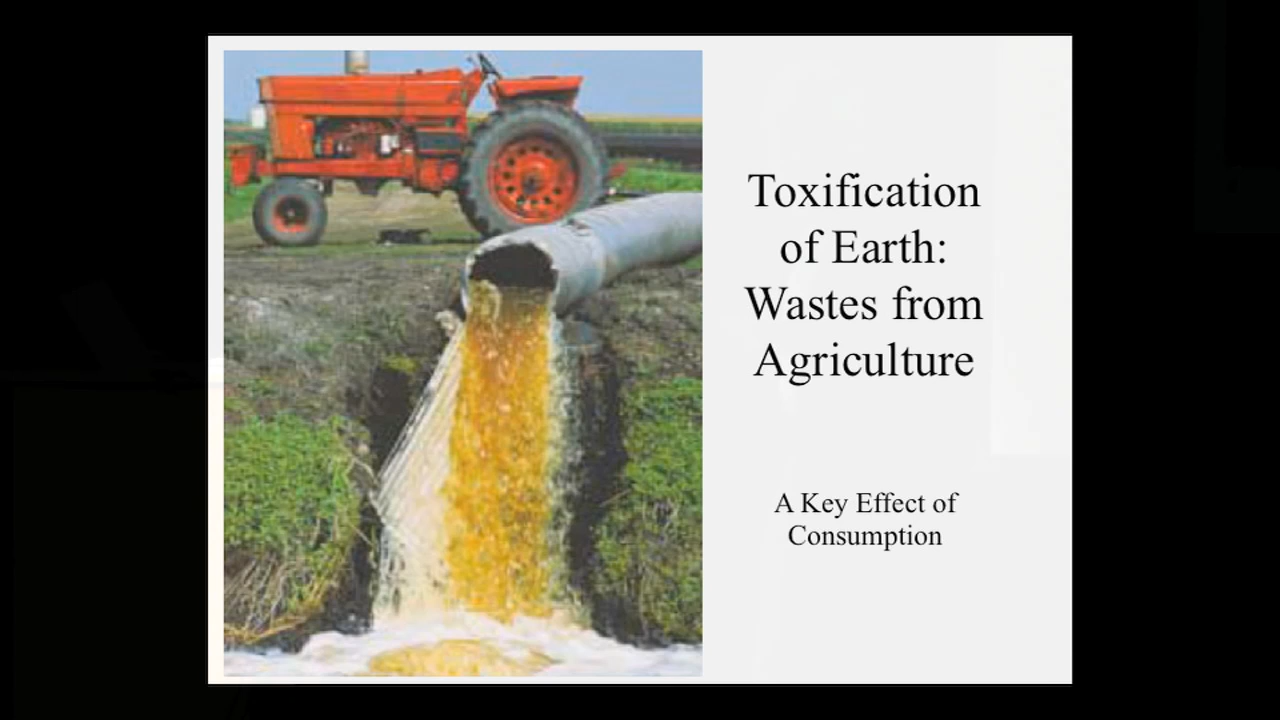 Toxification
of Earth:
Wastes from
Agriculture
A Key Effect of
Consumption